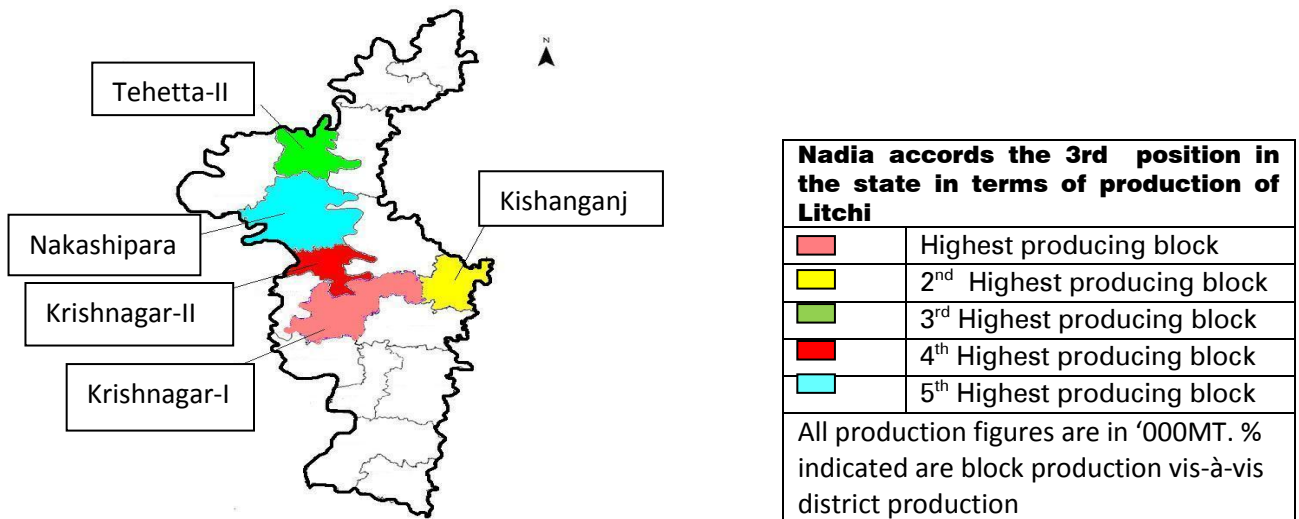 N
Tehetta-II
Kishanganj
Nakashipara
Krishnagar-II
Krishnagar-I
Nadia accords the 3rd position in
the state in terms of production of
Litchi
Highest producing block
2nd Highest producing block
3rd Highest producing block
4th Highest producing block
5th Highest producing block
All production figures are in ‘000MT. %
indicated are block production vis-à-vis
district production